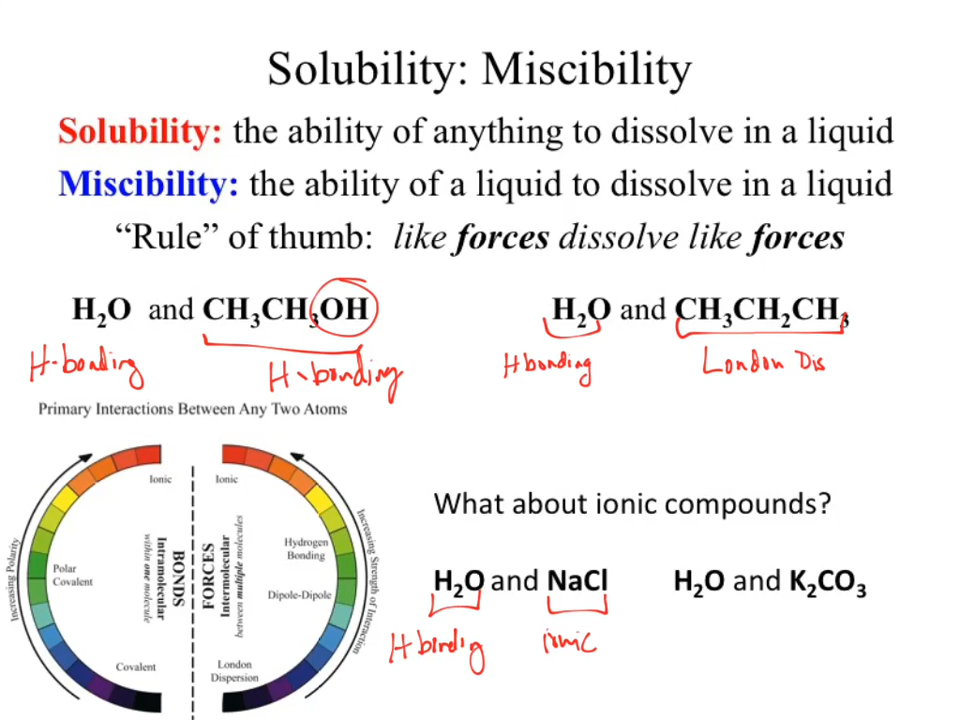 Solubility: Miscibility
Solubility: the ability of anything to dissolve in a liquid
Miscibility: the ability of a liquid to dissolve in a liquid
“Rule” of thumb: like forces dissolve like forces
H₂O and CH₃CH₃OH
H₂O and CH₃CH₂CH₃
H-bonding
H-bonding
H bonding
London Dis
Primary Interactions Between Any Two Atoms
Ionic
Ionic
What about ionic compounds?
Increasing Polarity
Polar
Covalent
Covalent
BONDS
Intramolecular
within one molecule
FORCES
Intermolecular
between multiple molecules
Hydrogen
Bonding
Dipole-Dipole
London
Dispersion
Increasing Strength of Interaction
H₂O and NaCl
H₂O and K₂CO₃
H bindig
ionic